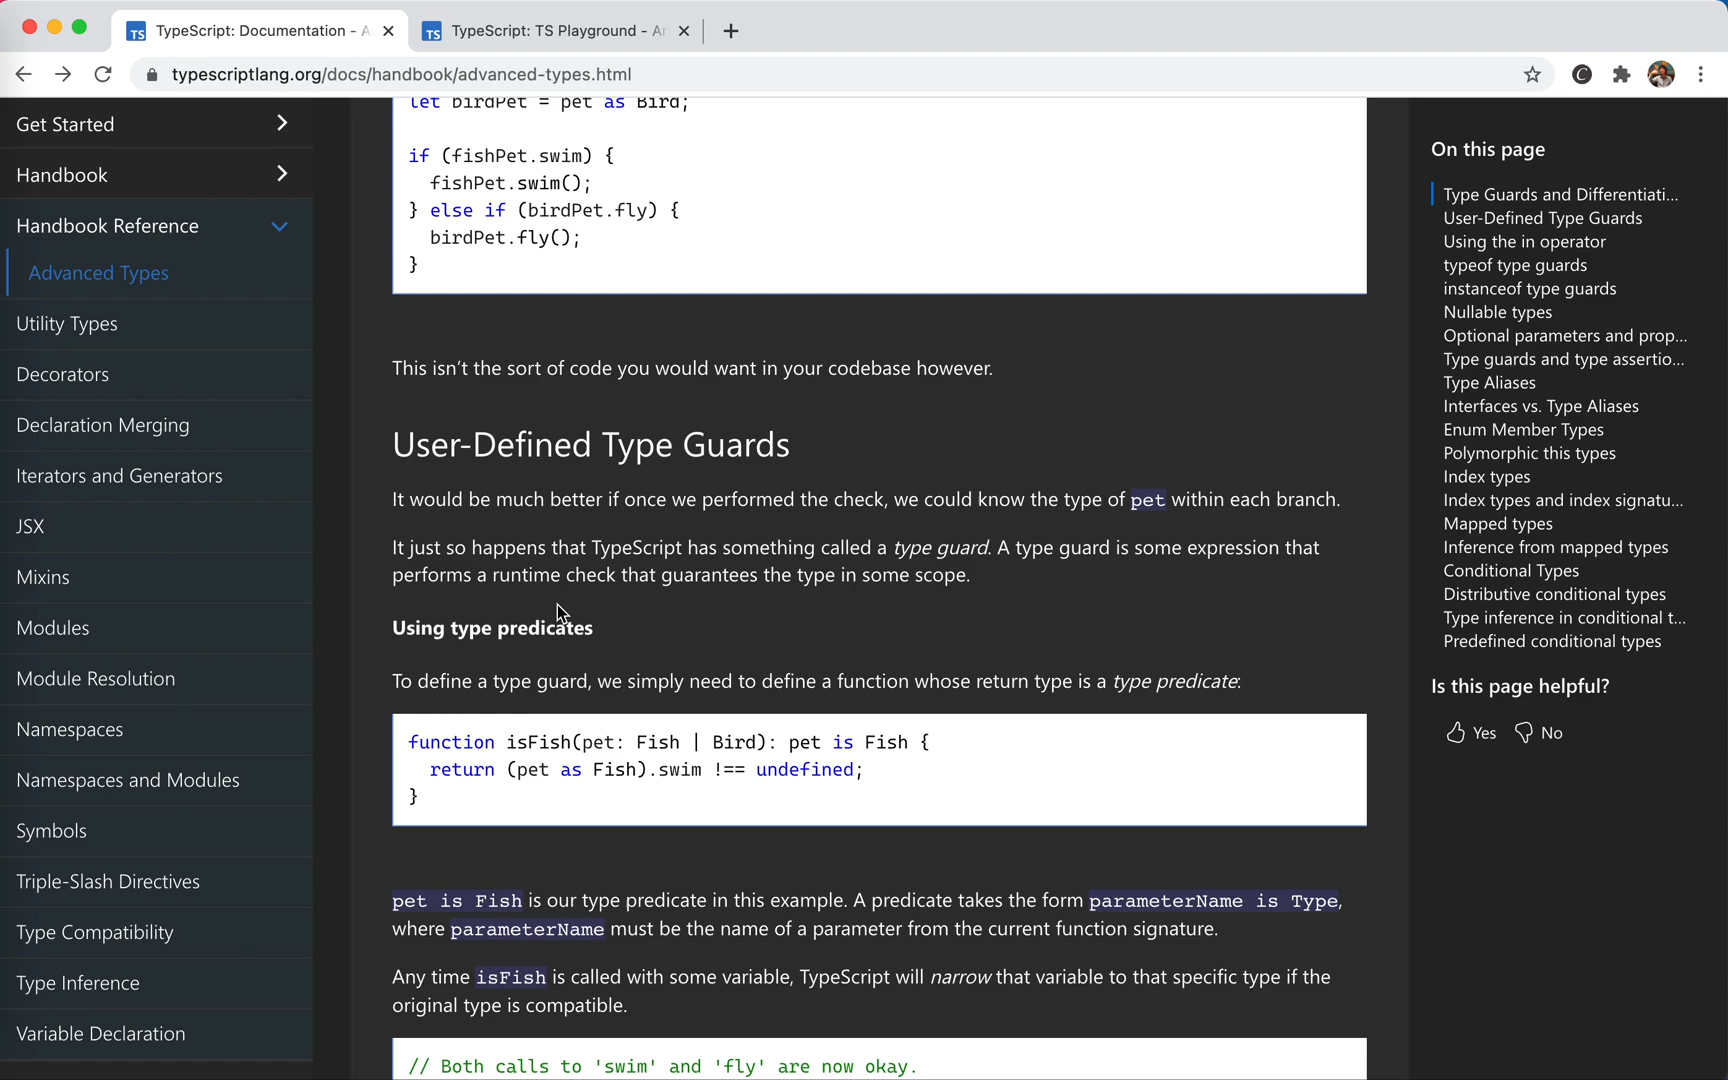 TypeScript: Documentation - A
TypeScript: TS Playground - Ar
typescriptlang.org/docs/handbook/advanced-types.html
Get Started
Handbook
Handbook Reference
Advanced Types
Utility Types
Decorators
Declaration Merging
Iterators and Generators
JSX
Mixins
Modules
Module Resolution
Namespaces
Namespaces and Modules
Symbols
Triple-Slash Directives
Type Compatibility
Type Inference
Variable Declaration
let birdPet = pet as Bird;
if (fishPet.swim) {
fishPet.swim();
} else if (birdPet.fly) {
birdPet.fly();
}
This isn’t the sort of code you would want in your codebase however.
User-Defined Type Guards
It would be much better if once we performed the check, we could know the type of pet within each branch.
It just so happens that TypeScript has something called a type guard. A type guard is some expression that
performs a runtime check that guarantees the type in some scope.
Using type predicates
To define a type guard, we simply need to define a function whose return type is a type predicate:
function isFish(pet: Fish | Bird): pet is Fish {
return (pet as Fish).swim !== undefined;
}
pet is Fish is our type predicate in this example. A predicate takes the form parameterName is Type,
where parameterName must be the name of a parameter from the current function signature.
Any time isFish is called with some variable, TypeScript will narrow that variable to that specific type if the
original type is compatible.
// Both calls to 'swim' and 'fly' are now okay.
On this page
Type Guards and Differentiati...
User-Defined Type Guards
Using the in operator
typeof type guards
instanceof type guards
Nullable types
Optional parameters and prop...
Type guards and type assertio...
Type Aliases
Interfaces vs. Type Aliases
Enum Member Types
Polymorphic this types
Index types
Index types and index signatu...
Mapped types
Inference from mapped types
Conditional Types
Distributive conditional types
Type inference in conditional t...
Predefined conditional types
Is this page helpful?
Yes No